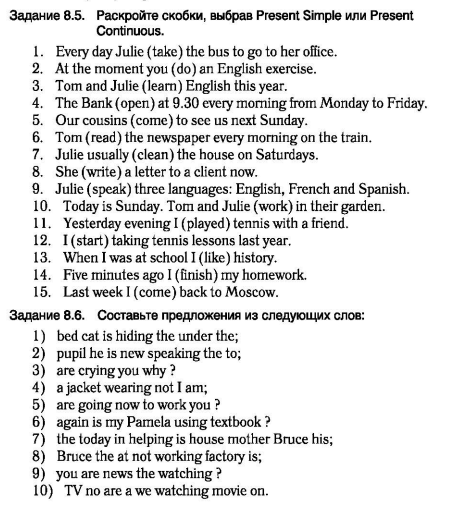 Задание 8.5. Раскройте скобки, выбрав Present Simple или Present
Continuous.
1. Every day Julie (take) the bus to go to her office.
2. At the moment you (do) an English exercise.
3. Tom and Julie (learn) English this year.
4. The Bank (open) at 9.30 every morning from Monday to Friday.
5. Our cousins (come) to see us next Sunday.
6. Tom (read) the newspaper every morning on the train.
7. Julie usually (clean) the house on Saturdays.
8. She (write) a letter to a client now.
9. Julie (speak) three languages: English, French and Spanish.
10. Today is Sunday. Tom and Julie (work) in their garden.
11. Yesterday evening I (played) tennis with a friend.
12. I (start) taking tennis lessons last year.
13. When I was at school I (like) history.
14. Five minutes ago I (finish) my homework.
15. Last week I (come) back to Moscow.
Задание 8.6. Составьте предложения из следующих слов:
1) bed cat is hiding the under the;
2) pupil he is new speaking the to;
3) are crying you why ?
4) a jacket wearing not I am;
5) are going now to work you ?
6) again is my Pamela using textbook ?
7) the today in helping is house mother Bruce his;
8) Bruce the at not working factory is;
9) you are news the watching ?
10) TV no are a we watching movie on.